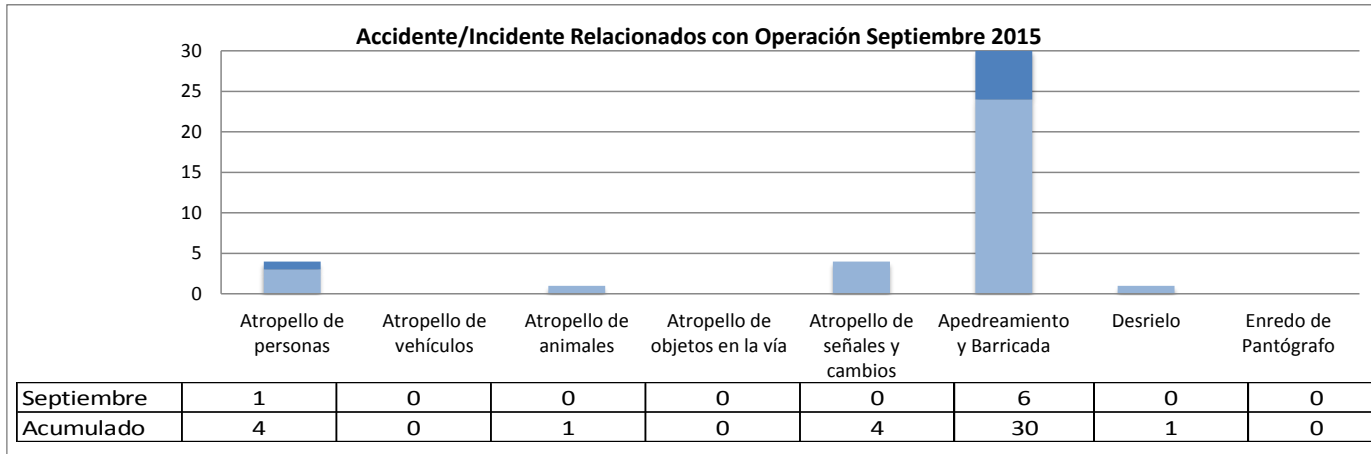 Accidente/Incidente Relacionados con Operación Septiembre 2015
30
25
20
15
10
5
0
Atropello de personas
Atropello de vehículos
Atropello de animales
Atropello de objetos en la vía
Atropello de señales y cambios
Apedreamiento y Barricada
Desrielo
Enredo de Pantógrafo
Septiembre 1 0 0 0 0 6 0 0
Acumulado 4 0 1 0 4 30 1 0